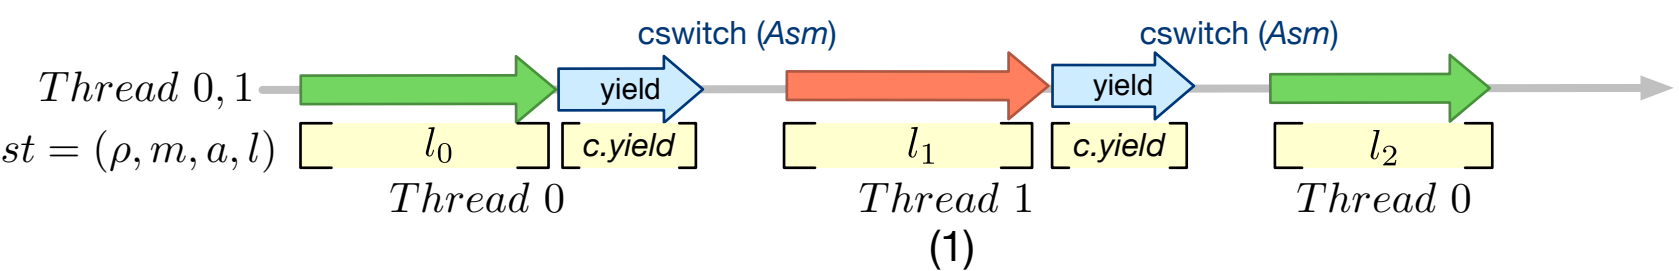 cswitch (Asm) cswitch (Asm)
Thread 0, 1 yield yield
st = (ρ, m, a, l) l₀ c.yield l₁ c.yield l₂
Thread 0 Thread 1 Thread 0
(1)